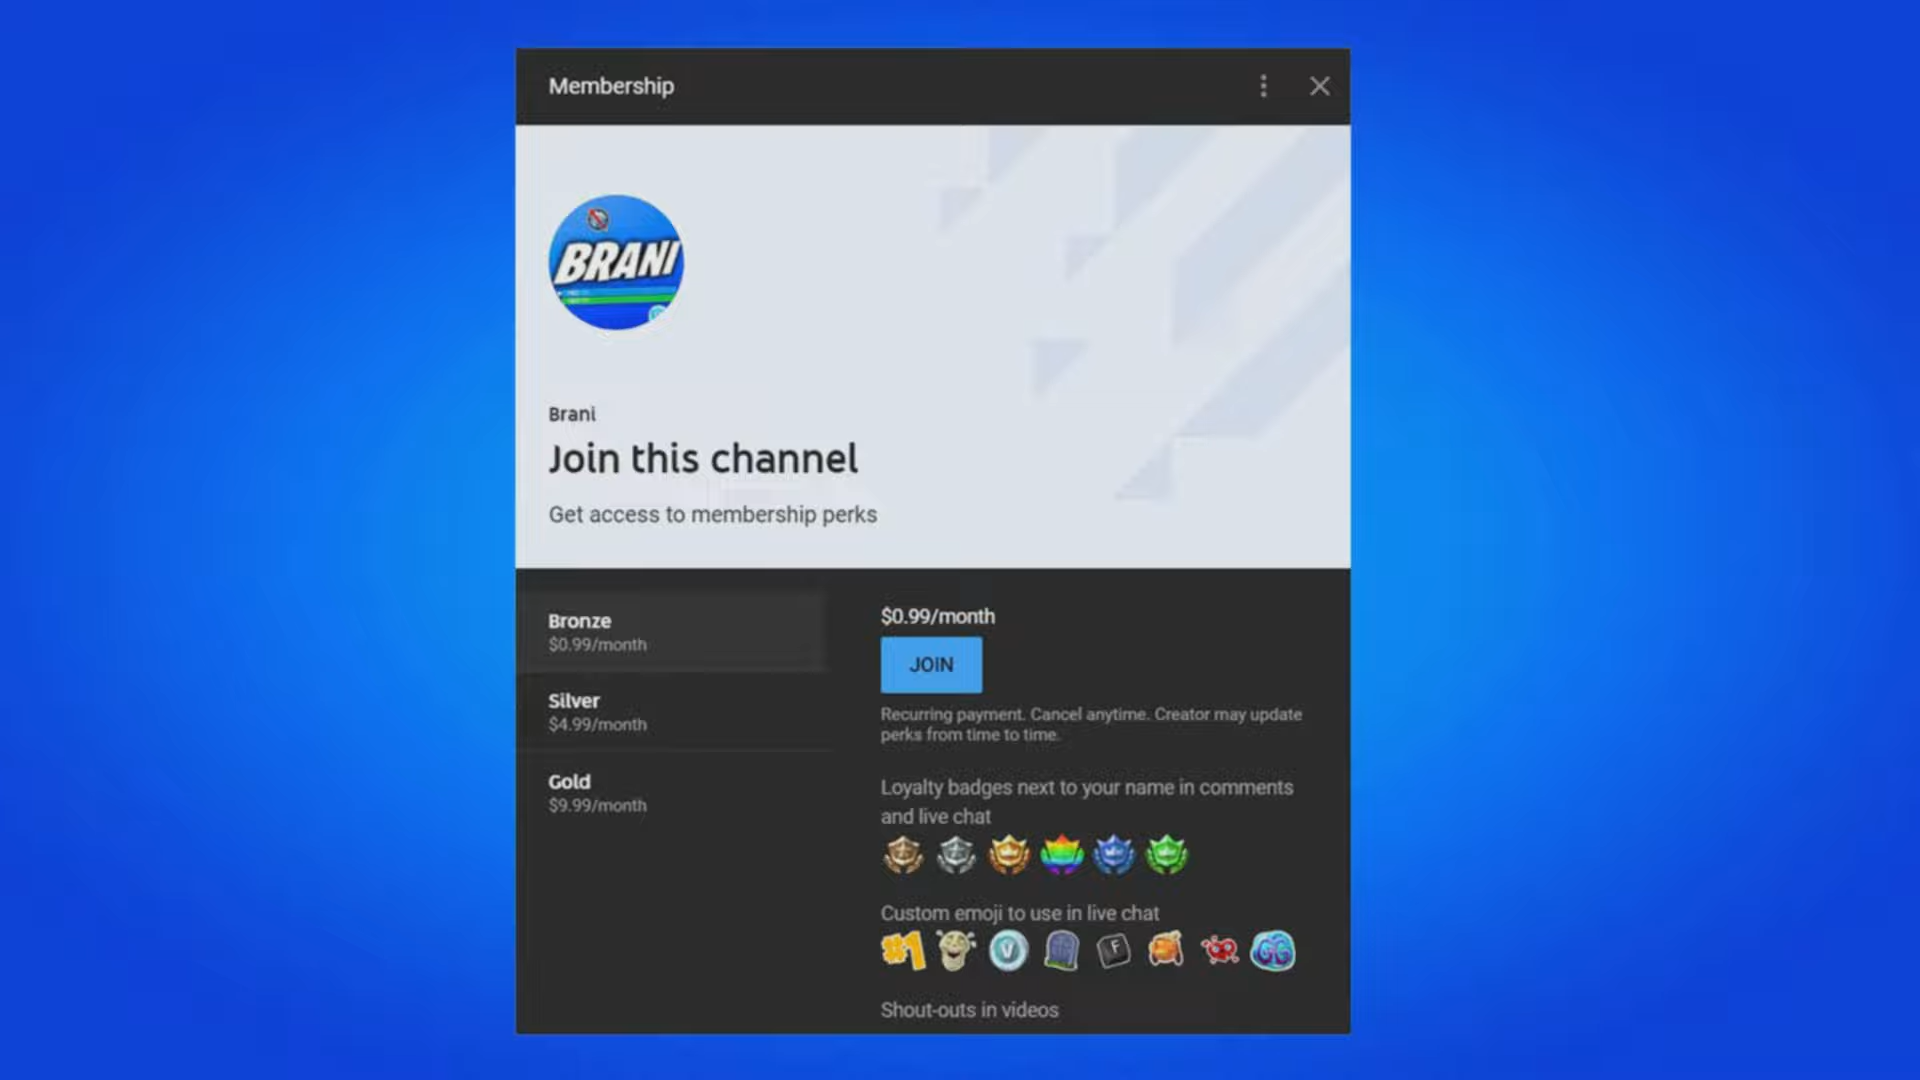 Membership
BRANI
Brani
Join this channel
Get access to membership perks
Bronze
$0.99/month
Silver
$4.99/month
Gold
$9.99/month
$0.99/month
JOIN
Recurring payment. Cancel anytime. Creator may update
perks from time to time.
Loyalty badges next to your name in comments
and live chat
Custom emoji to use in live chat
#1 V F GG
Shout-outs in videos